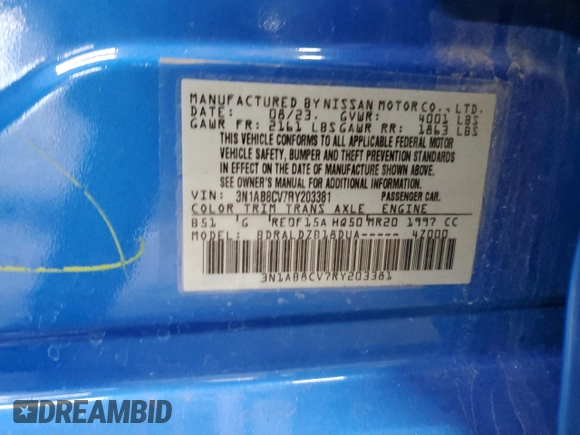 MANUFACTURED BY NISSAN MOTOR CO., LTD.
DATE: 08/23. GVWR: 4001 LBS
GAWR FR: 2161 LBS GAWR RR: 1863 LBS
THIS VEHICLE CONFORMS TO ALL APPLICABLE FEDERAL MOTOR
VEHICLE SAFETY, BUMPER AND THEFT PREVENTION STANDARDS
IN EFFECT ON THE DATE OF MANUFACTURE SHOWN ABOVE.
SEE OWNER'S MANUAL FOR ADDITIONAL INFORMATION.
VIN: 3N1AB8CV7RY203381 PASSENGER CAR.
COLOR TRIM TRANS AXLE ENGINE
B51 G RE0F15A HQ50 MR20 1997 CC
MODEL: BDRALDZB18DUA----- 47000
3N1AB8CV7RY203381
DREAMBID